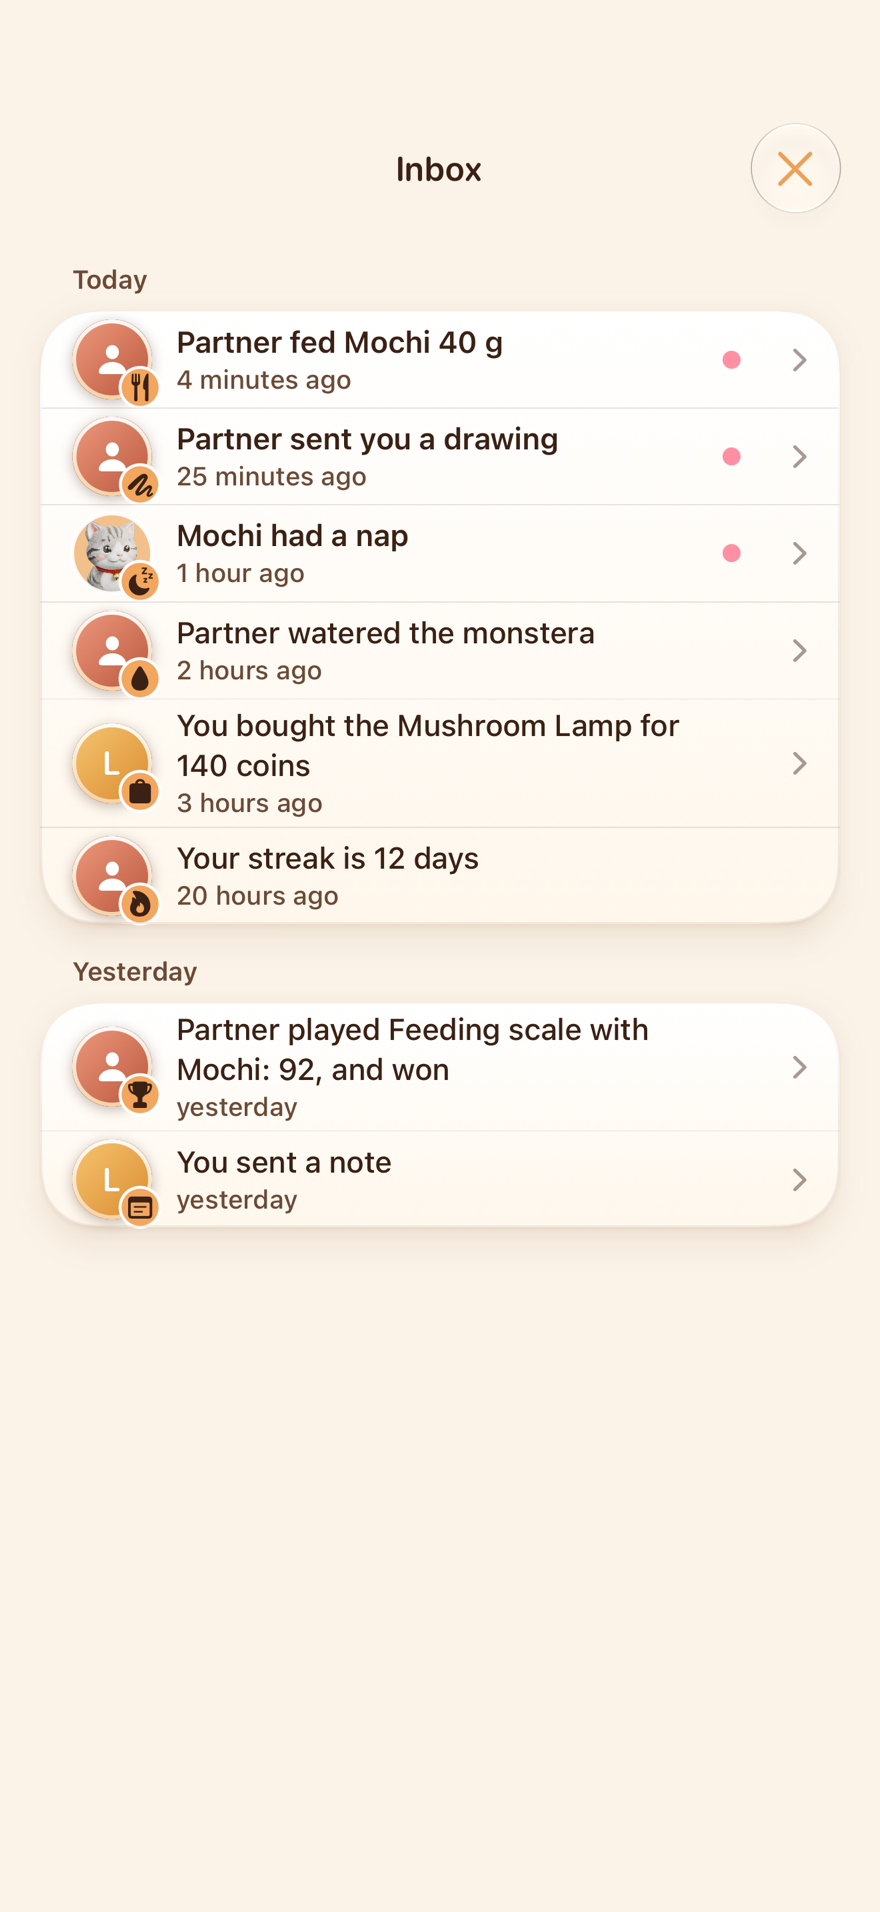 Inbox
Today
Partner fed Mochi 40 g
4 minutes ago
Partner sent you a drawing
25 minutes ago
Mochi had a nap
1 hour ago
Partner watered the monstera
2 hours ago
You bought the Mushroom Lamp for
140 coins
3 hours ago
Your streak is 12 days
20 hours ago
Yesterday
Partner played Feeding scale with
Mochi: 92, and won
yesterday
L
You sent a note
yesterday